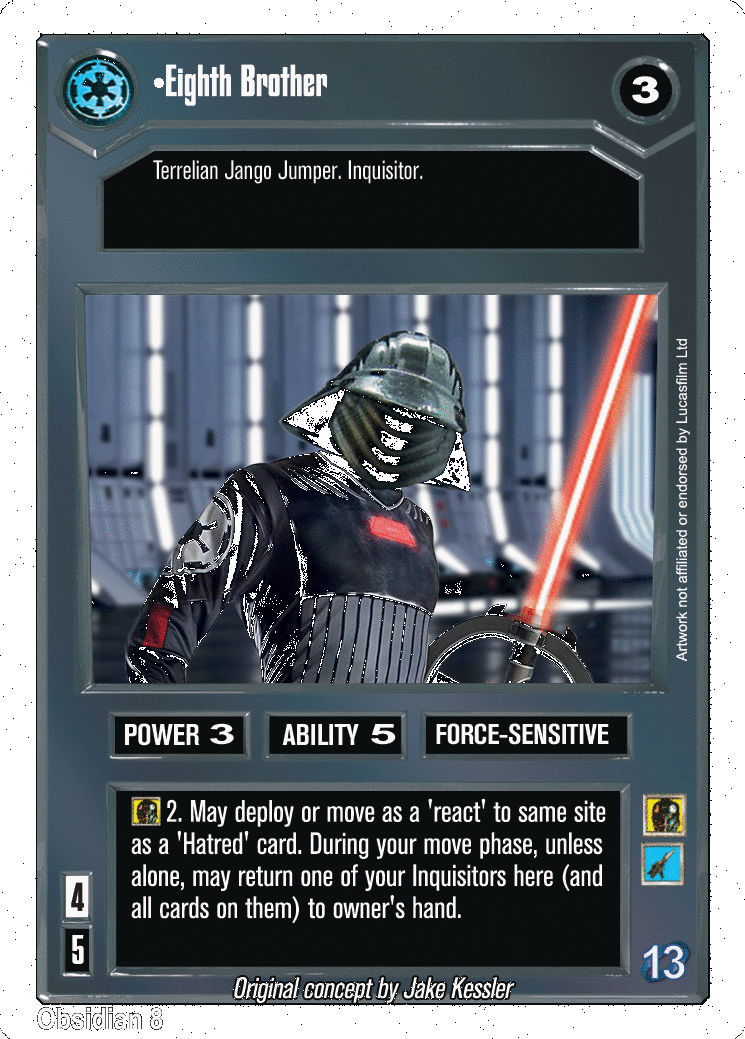 •Eighth Brother
3
Terrelian Jango Jumper. Inquisitor.
Artwork not affiliated or endorsed by Lucasfilm Ltd
POWER 3
ABILITY 5
FORCE-SENSITIVE
2. May deploy or move as a 'react' to same site
as a 'Hatred' card. During your move phase, unless
alone, may return one of your Inquisitors here (and
all cards on them) to owner's hand.
4
5
13
Original concept by Jake Kessler
Obsidian 8